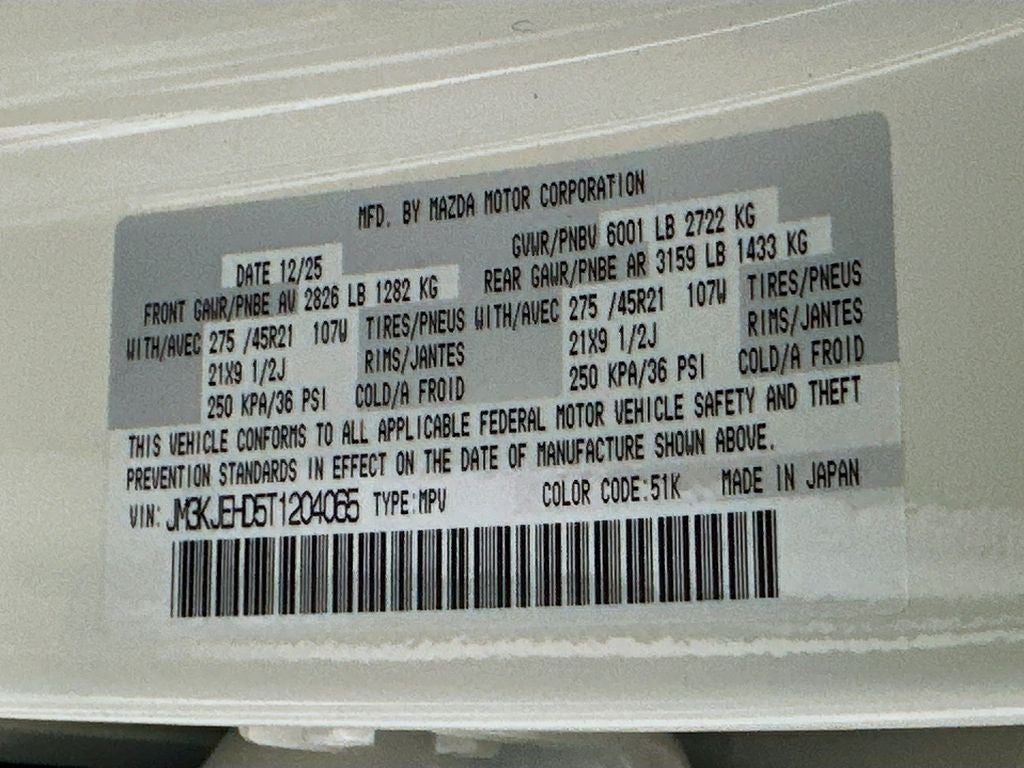 MFD. BY MAZDA MOTOR CORPORATION
DATE 12/25 GVWR/PNBV 6001 LB 2722 KG
FRONT GAWR/PNBE AV 2826 LB 1282 KG REAR GAWR/PNBE AR 3159 LB 1433 KG
WITH/AVEC 275 /45R21 107W TIRES/PNEUS WITH/AVEC 275 /45R21 107W TIRES/PNEUS
21X9 1/2J RIMS/JANTES 21X9 1/2J RIMS/JANTES
250 KPA/36 PSI COLD/A FROID 250 KPA/36 PSI COLD/A FROID
THIS VEHICLE CONFORMS TO ALL APPLICABLE FEDERAL MOTOR VEHICLE SAFETY AND THEFT
PREVENTION STANDARDS IN EFFECT ON THE DATE OF MANUFACTURE SHOWN ABOVE.
VIN: JM3KJEHD5T1204065 TYPE:MPV COLOR CODE:51K MADE IN JAPAN